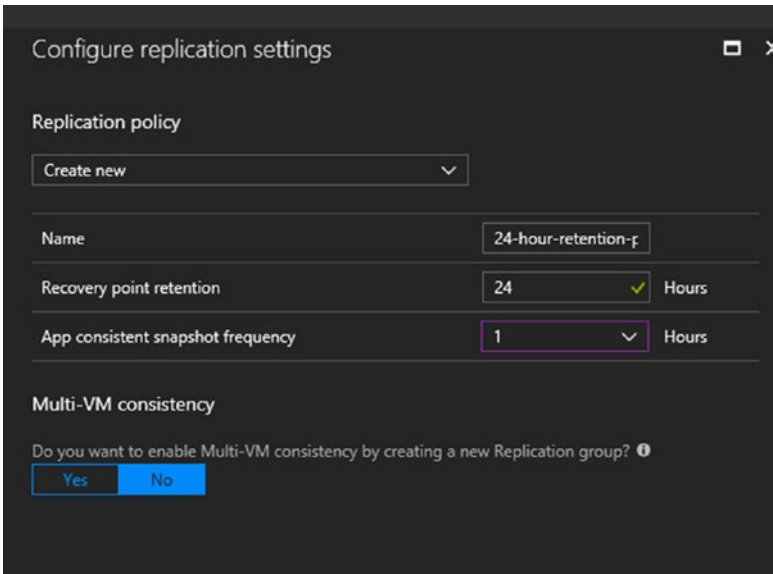 Configure replication settings
Replication policy
Create new
Name 24-hour-retention-p
Recovery point retention 24 Hours
App consistent snapshot frequency 1 Hours
Multi-VM consistency
Do you want to enable Multi-VM consistency by creating a new Replication group?
Yes No